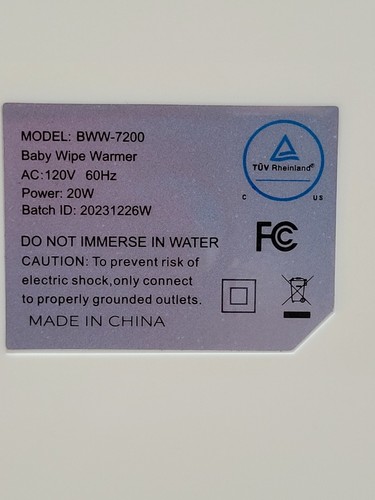 MODEL: BWW-7200
Baby Wipe Warmer
AC:120V 60Hz
Power: 20W
Batch ID: 20231226W
TÜV Rheinland®
C US
FC
DO NOT IMMERSE IN WATER
CAUTION: To prevent risk of
electric shock,only connect
to properly grounded outlets.
MADE IN CHINA